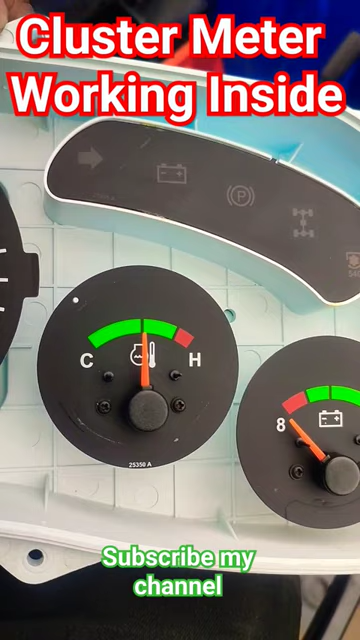 Cluster Meter
Working Inside
P
C
H
8
25350 A
Subscribe my
channel